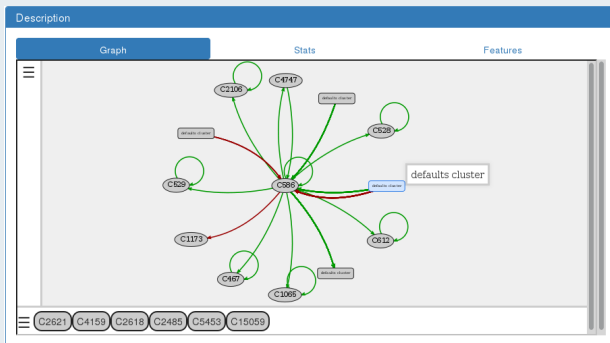 Description
Graph Stats Features
C2106
C4747
defaults cluster
C528
defaults cluster
C529
C586
defaults cluster
defaults cluster
C1173
C612
C467
defaults cluster
C1065
C2621 C4159 C2618 C2485 C5453 C15059